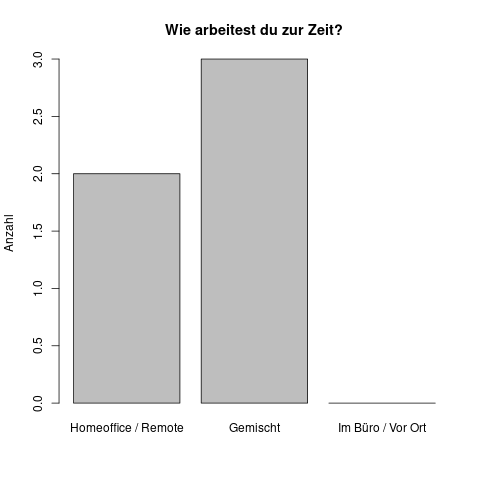 Wie arbeitest du zur Zeit?
Anzahl
3.0
2.5
2.0
1.5
1.0
0.5
0.0
Homeoffice / Remote
Gemischt
Im Büro / Vor Ort